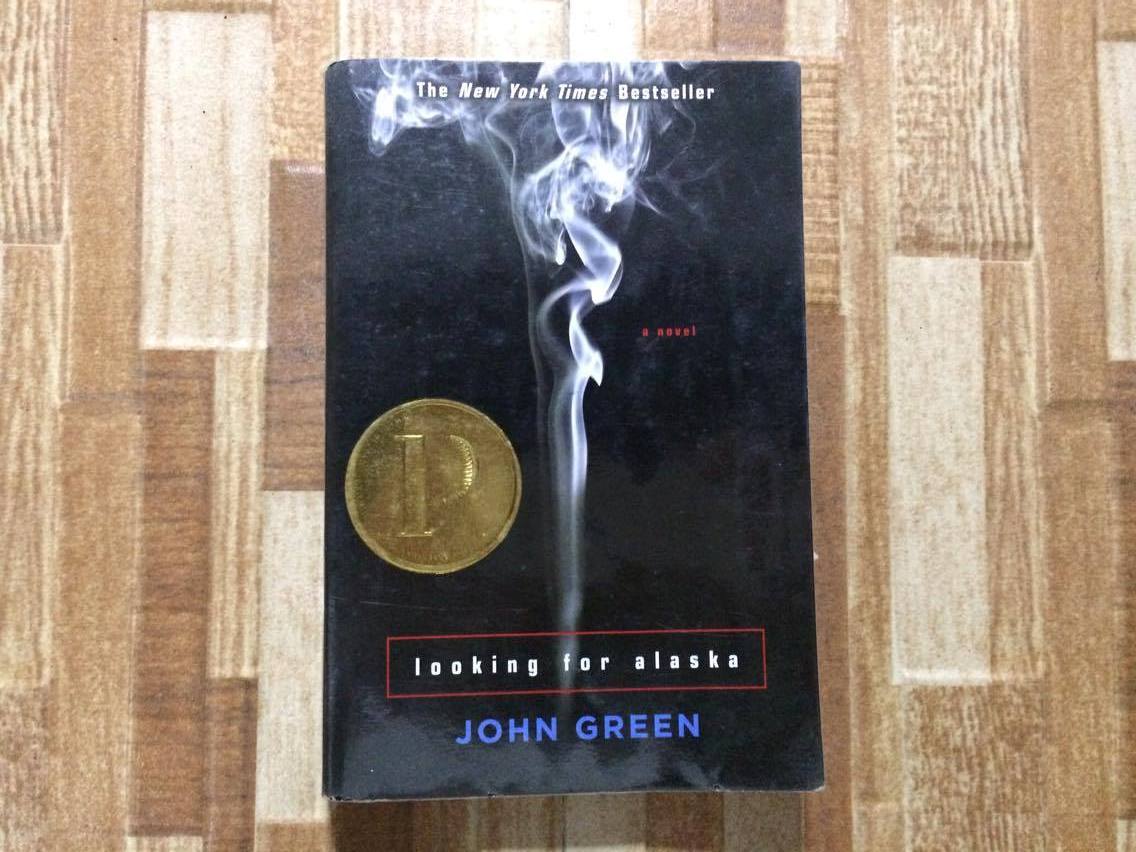 The New York Times Bestseller
a novel
P
looking for alaska
JOHN GREEN